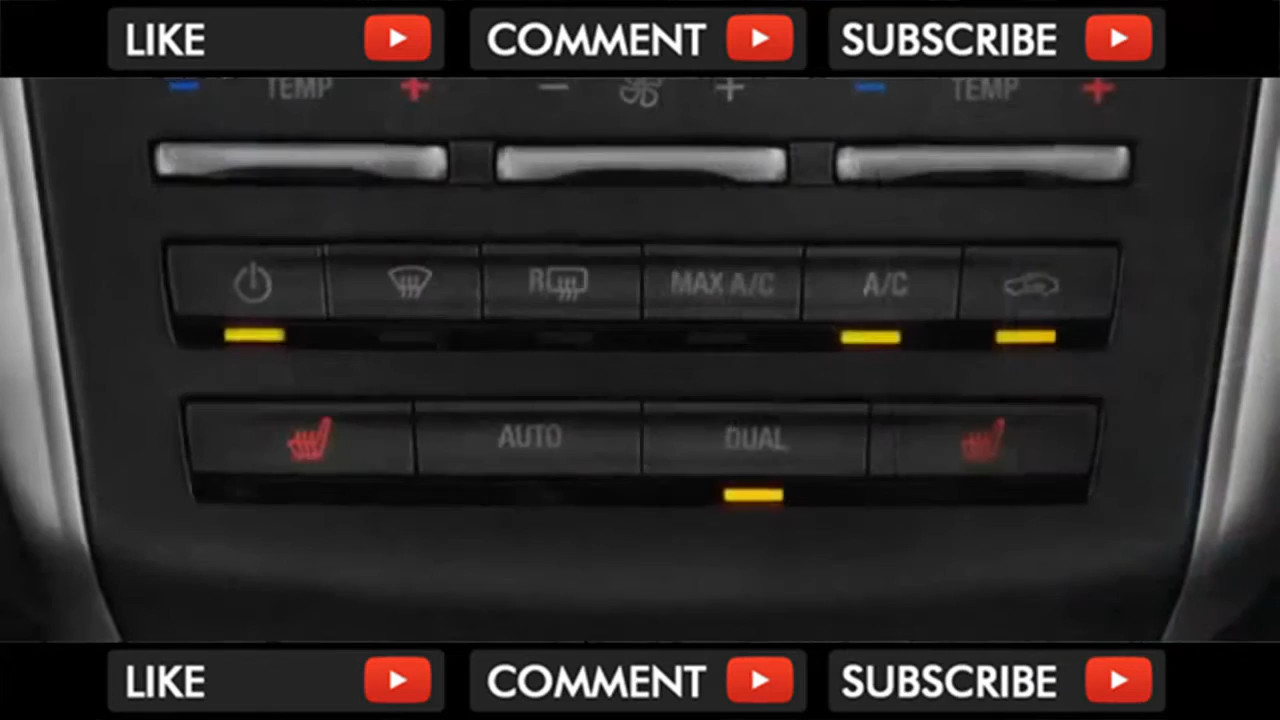 LIKE COMMENT SUBSCRIBE
TEMP TEMP
R MAX A/C A/C
AUTO DUAL
LIKE COMMENT SUBSCRIBE